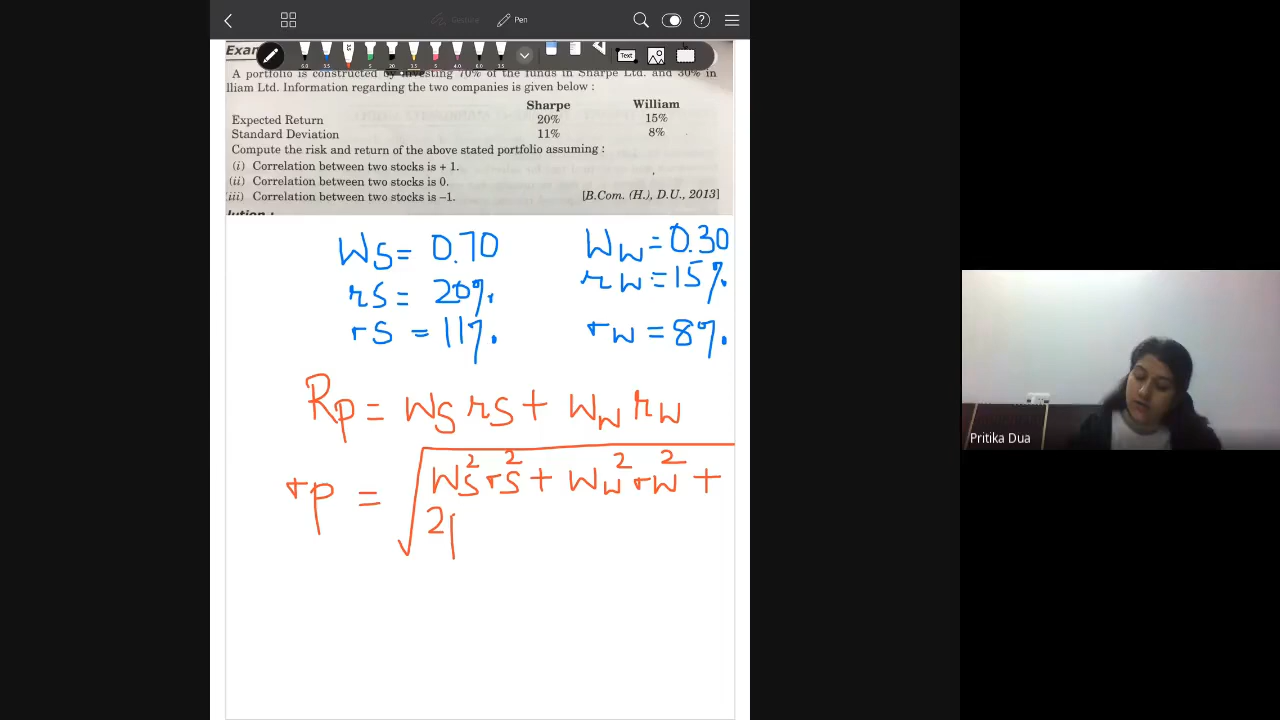 Pen
Text
A portfolio is constructed by investing 70% of the funds in Sharpe Ltd. and 30% in
lliam Ltd. Information regarding the two companies is given below :
Sharpe William
Expected Return 20% 15%
Standard Deviation 11% 8%
Compute the risk and return of the above stated portfolio assuming :
(i) Correlation between two stocks is + 1.
(ii) Correlation between two stocks is 0.
(iii) Correlation between two stocks is –1. [B.Com. (H.), D.U., 2013]
lution :
WS = 0.70 WW = 0.30
rS = 20% rW = 15%
σS = 11% σW = 8%
Rp = WS rS + WW rW
σp = √WS² σS² + WW² σW² +
2
Pritika Dua